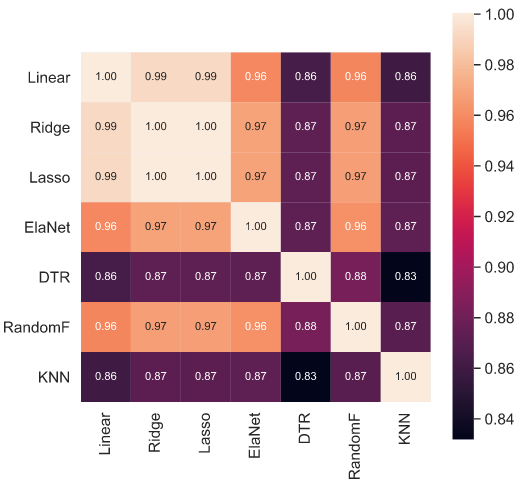 Linear 1.00 0.99 0.99 0.96 0.86 0.96 0.86
Ridge 0.99 1.00 1.00 0.97 0.87 0.97 0.87
Lasso 0.99 1.00 1.00 0.97 0.87 0.97 0.87
ElaNet 0.96 0.97 0.97 1.00 0.87 0.96 0.87
DTR 0.86 0.87 0.87 0.87 1.00 0.88 0.83
RandomF 0.96 0.97 0.97 0.96 0.88 1.00 0.87
KNN 0.86 0.87 0.87 0.87 0.83 0.87 1.00
Linear Ridge Lasso ElaNet DTR RandomF KNN
1.00
0.98
0.96
0.94
0.92
0.90
0.88
0.86
0.84